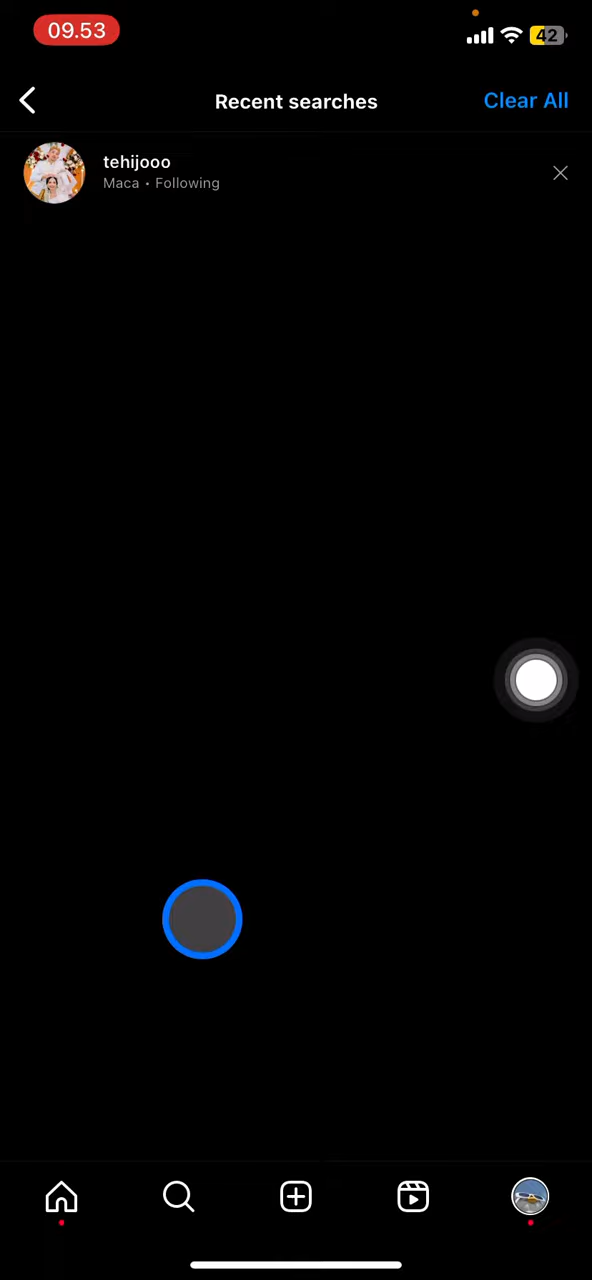 09.53
42
Recent searches
Clear All
tehijooo
Maca • Following